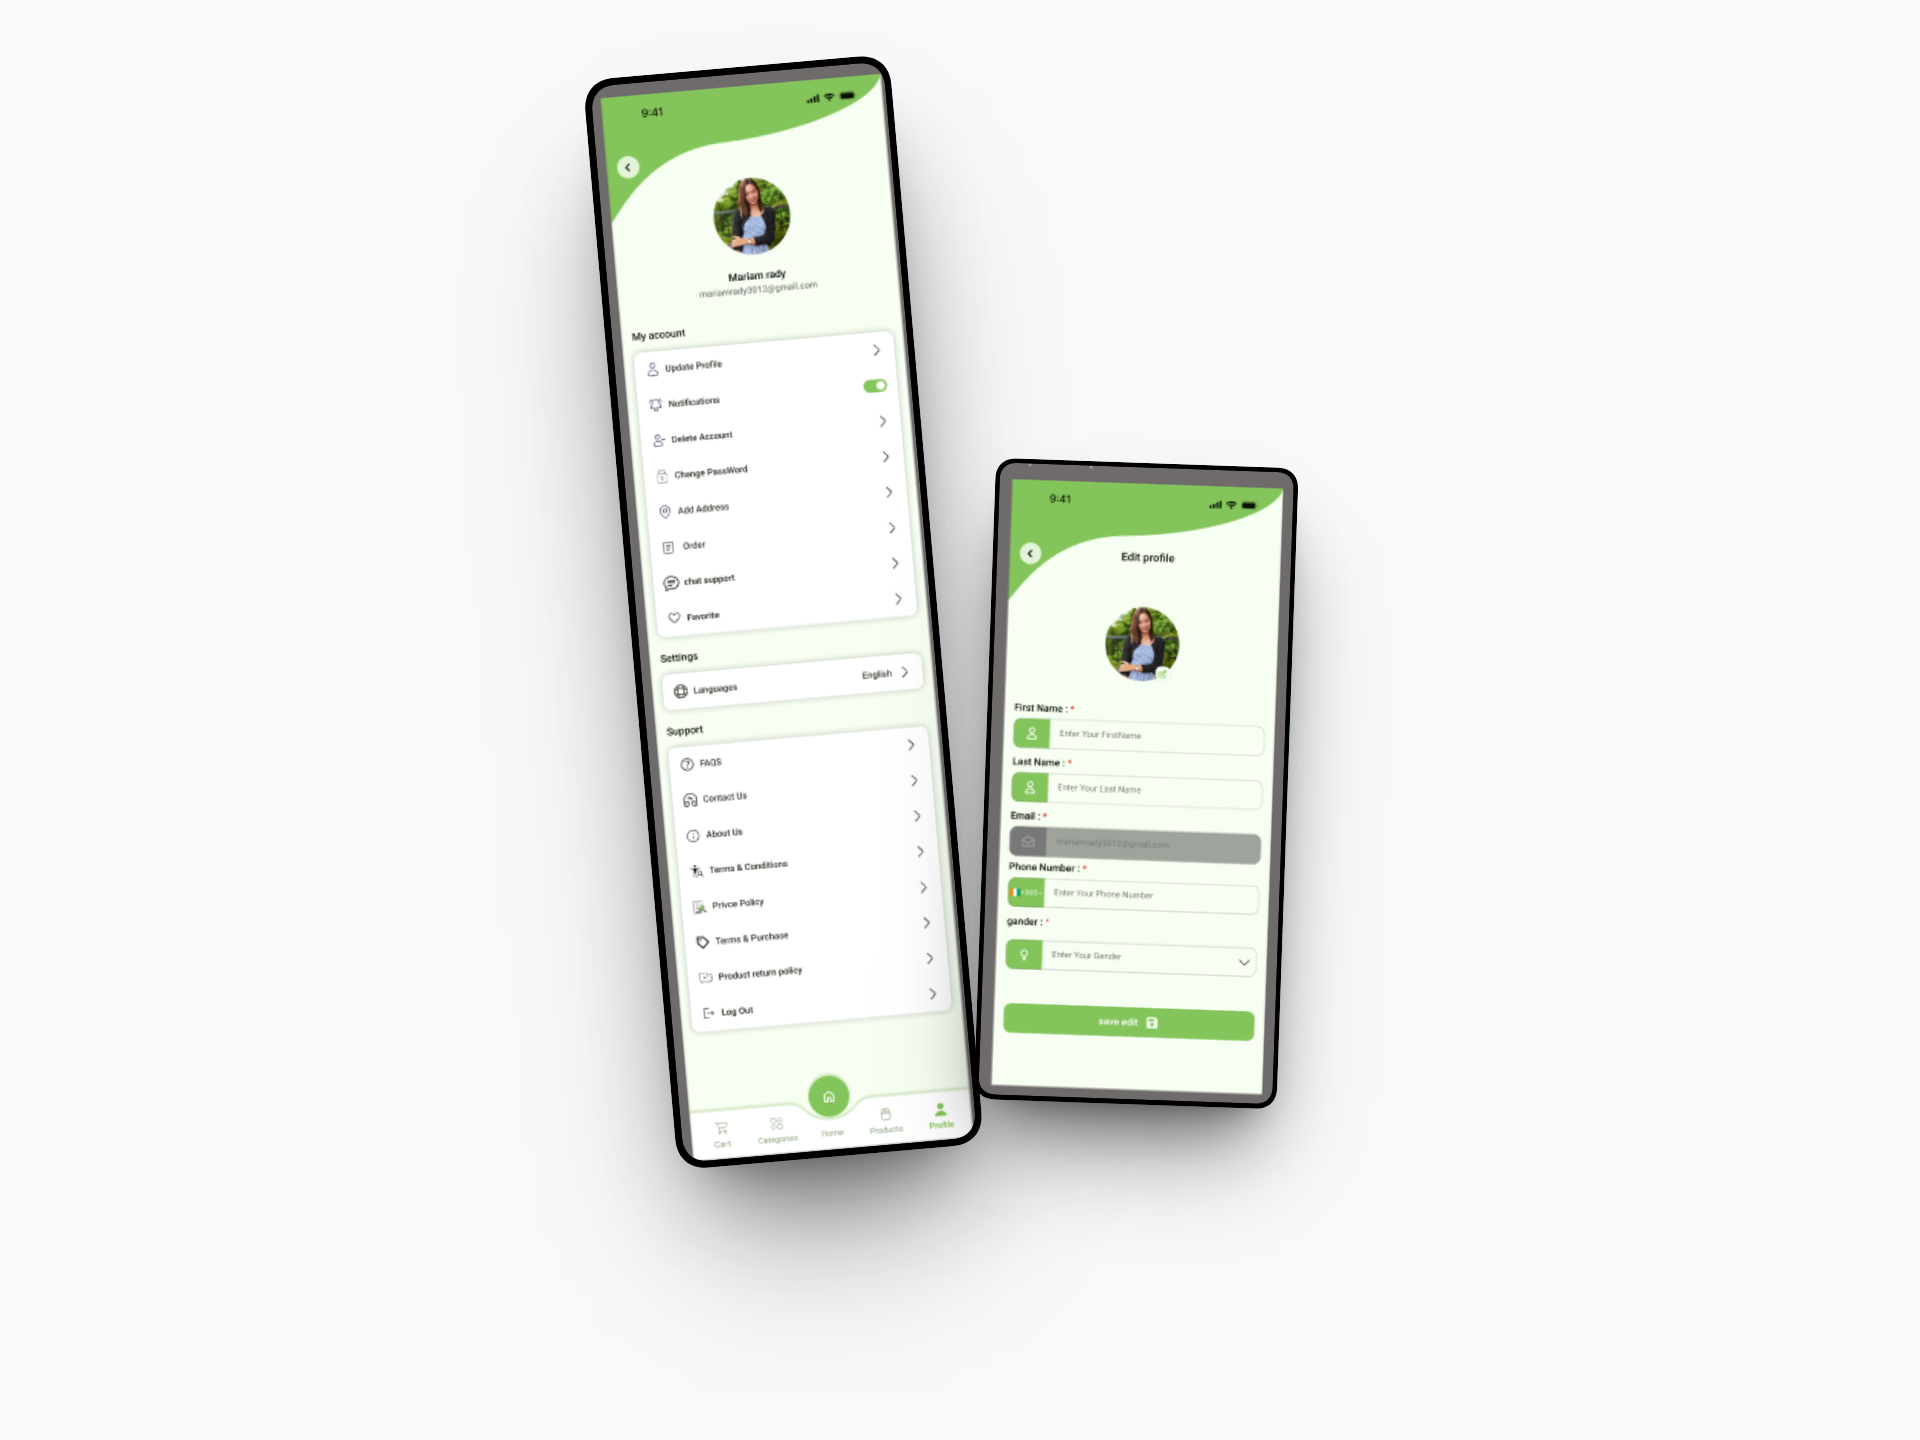 9:41
Mariam rady
mariamrady3012@gmail.com
My account
Update Profile
Notifications
Delete Account
Change PassWord
Add Address
Order
chat support
Favorite
Settings
Languages English
Support
FAQS
Contact Us
About Us
Terms & Conditions
Privce Policy
Terms & Purchase
Product return policy
Log Out
Cart
Categories
Home
Products
Profile
9:41
Edit profile
First Name : *
Enter Your FirstName
Last Name : *
Enter Your Last Name
Email : *
mariamrady3012@gmail.com
Phone Number : *
Enter Your Phone Number
gander : *
Enter Your Gender
save edit